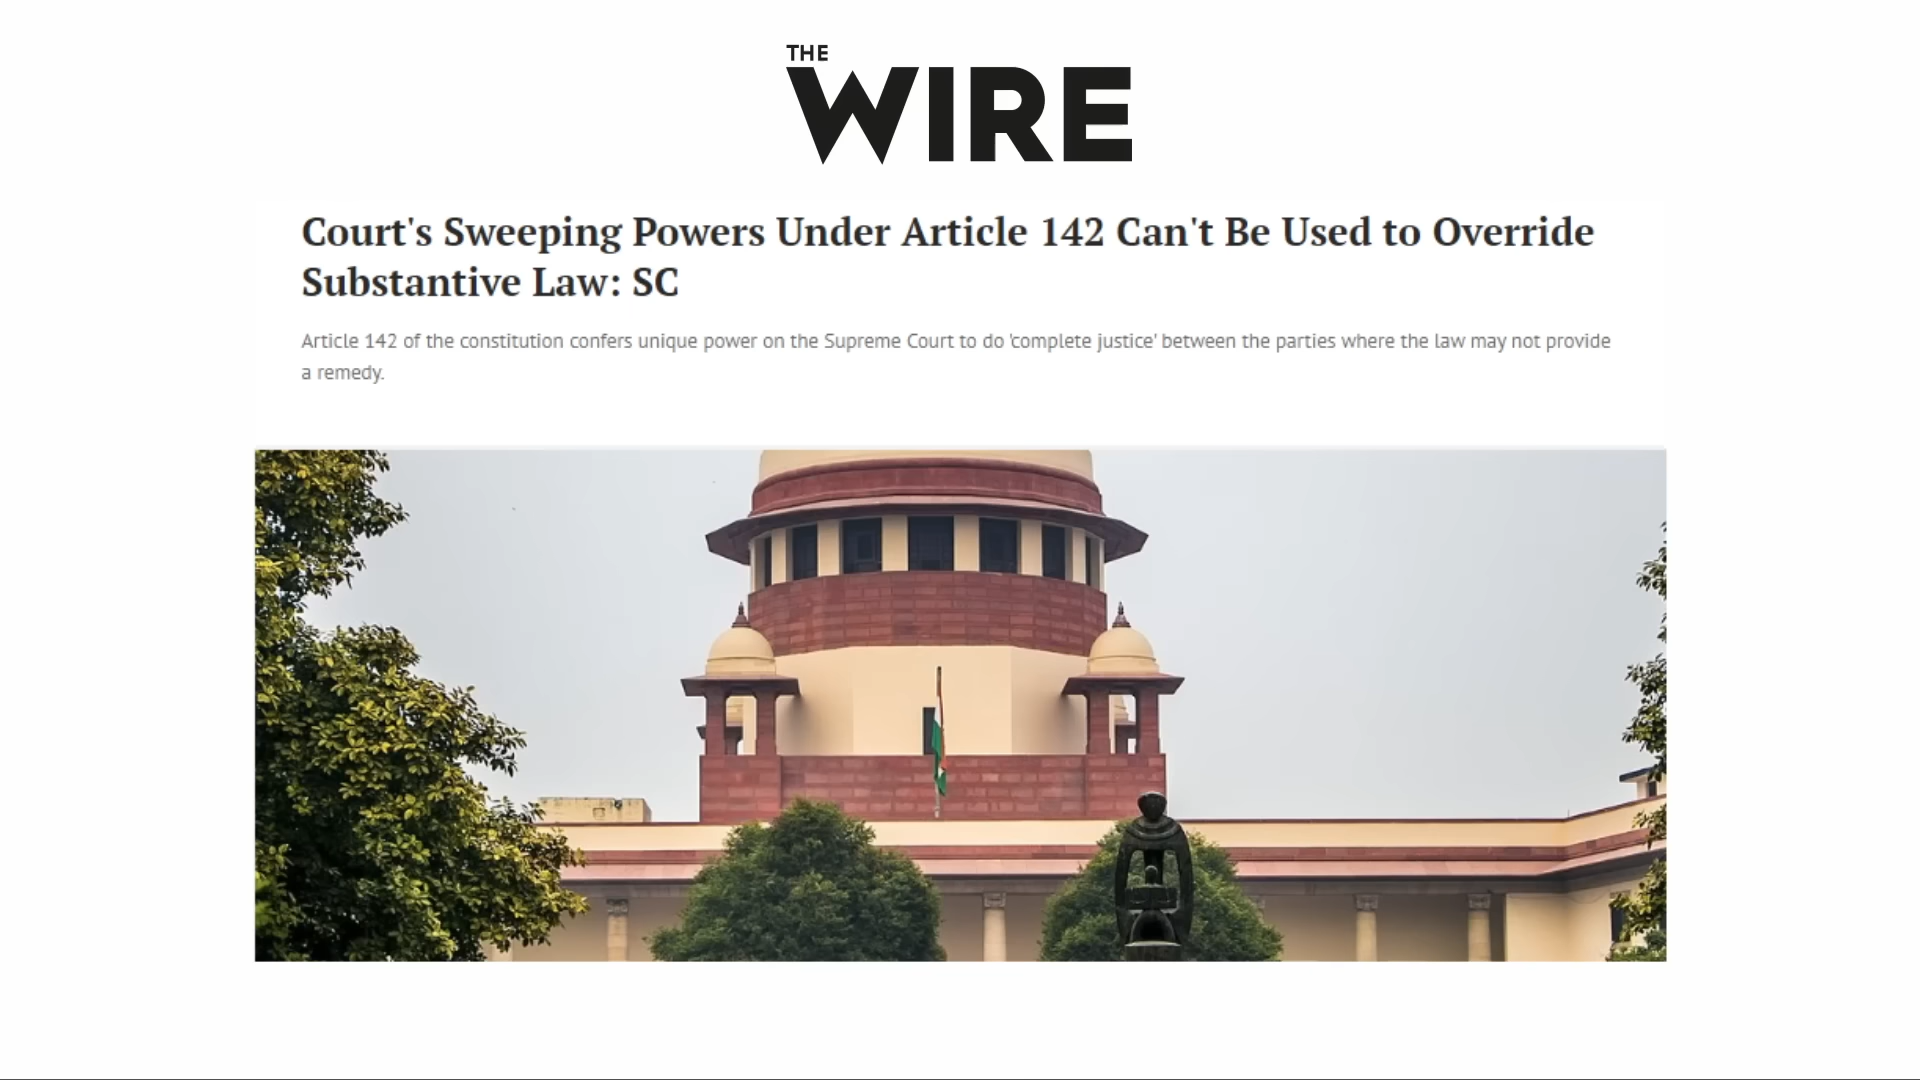 THE
WIRE
Court's Sweeping Powers Under Article 142 Can't Be Used to Override
Substantive Law: SC
Article 142 of the constitution confers unique power on the Supreme Court to do 'complete justice' between the parties where the law may not provide
a remedy.